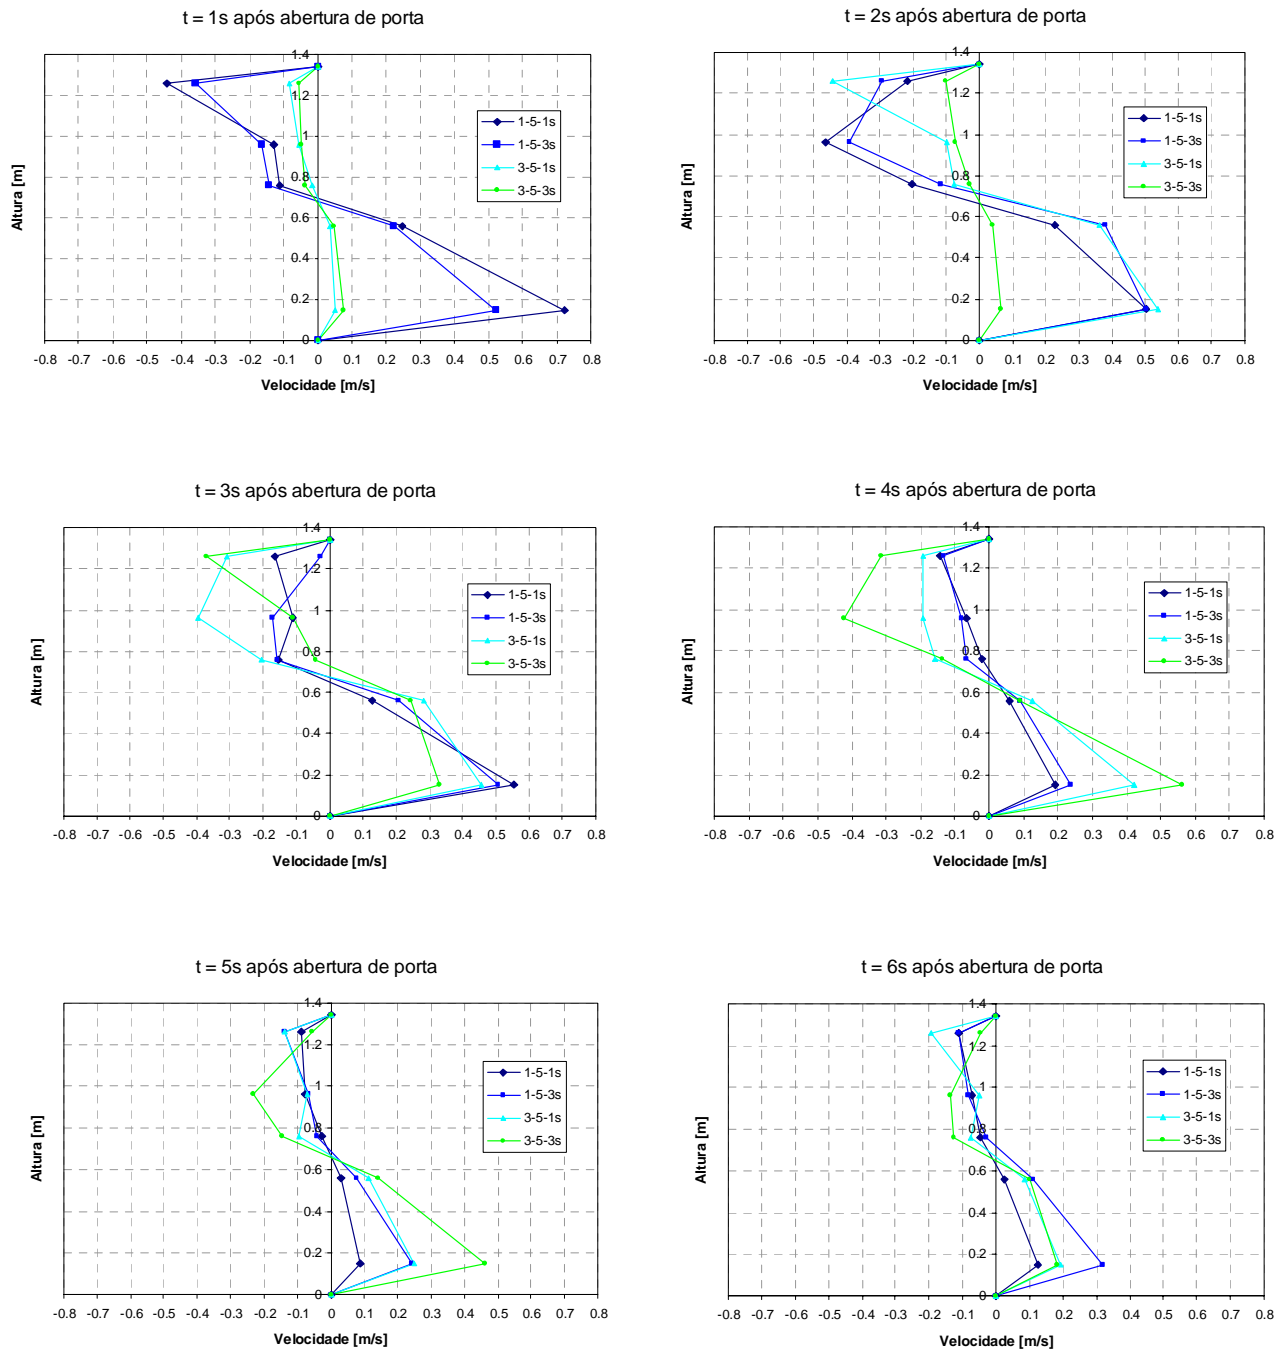 t = 1s após abertura de porta
1.4
1.2
1
0.8
0.6
0.4
0.2
0
-0.8 -0.7 -0.6 -0.5 -0.4 -0.3 -0.2 -0.1 0 0.1 0.2 0.3 0.4 0.5 0.6 0.7 0.8
Altura [m]
Velocidade [m/s]
1-5-1s
1-5-3s
3-5-1s
3-5-3s
t = 2s após abertura de porta
1.4
1.2
1
0.8
0.6
0.4
0.2
0
-0.8 -0.7 -0.6 -0.5 -0.4 -0.3 -0.2 -0.1 0 0.1 0.2 0.3 0.4 0.5 0.6 0.7 0.8
Altura [m]
Velocidade [m/s]
1-5-1s
1-5-3s
3-5-1s
3-5-3s
t = 3s após abertura de porta
1.4
1.2
1
0.8
0.6
0.4
0.2
0
-0.8 -0.7 -0.6 -0.5 -0.4 -0.3 -0.2 -0.1 0 0.1 0.2 0.3 0.4 0.5 0.6 0.7 0.8
Altura [m]
Velocidade [m/s]
1-5-1s
1-5-3s
3-5-1s
3-5-3s
t = 4s após abertura de porta
1.4
1.2
1
0.8
0.6
0.4
0.2
0
-0.8 -0.7 -0.6 -0.5 -0.4 -0.3 -0.2 -0.1 0 0.1 0.2 0.3 0.4 0.5 0.6 0.7 0.8
Altura [m]
Velocidade [m/s]
1-5-1s
1-5-3s
3-5-1s
3-5-3s
t = 5s após abertura de porta
1.4
1.2
1
0.8
0.6
0.4
0.2
0
-0.8 -0.7 -0.6 -0.5 -0.4 -0.3 -0.2 -0.1 0 0.1 0.2 0.3 0.4 0.5 0.6 0.7 0.8
Altura [m]
Velocidade [m/s]
1-5-1s
1-5-3s
3-5-1s
3-5-3s
t = 6s após abertura de porta
1.4
1.2
1
0.8
0.6
0.4
0.2
0
-0.8 -0.7 -0.6 -0.5 -0.4 -0.3 -0.2 -0.1 0 0.1 0.2 0.3 0.4 0.5 0.6 0.7 0.8
Altura [m]
Velocidade [m/s]
1-5-1s
1-5-3s
3-5-1s
3-5-3s